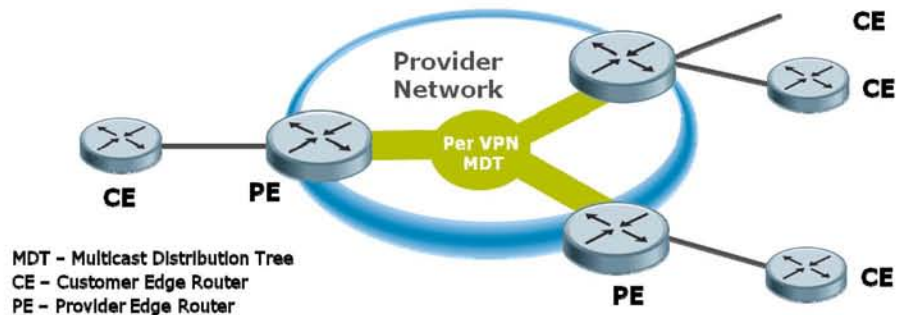 CE
Provider
Network
CE
Per VPN
MDT
CE
PE
MDT – Multicast Distribution Tree
CE – Customer Edge Router
PE – Provider Edge Router
CE
PE